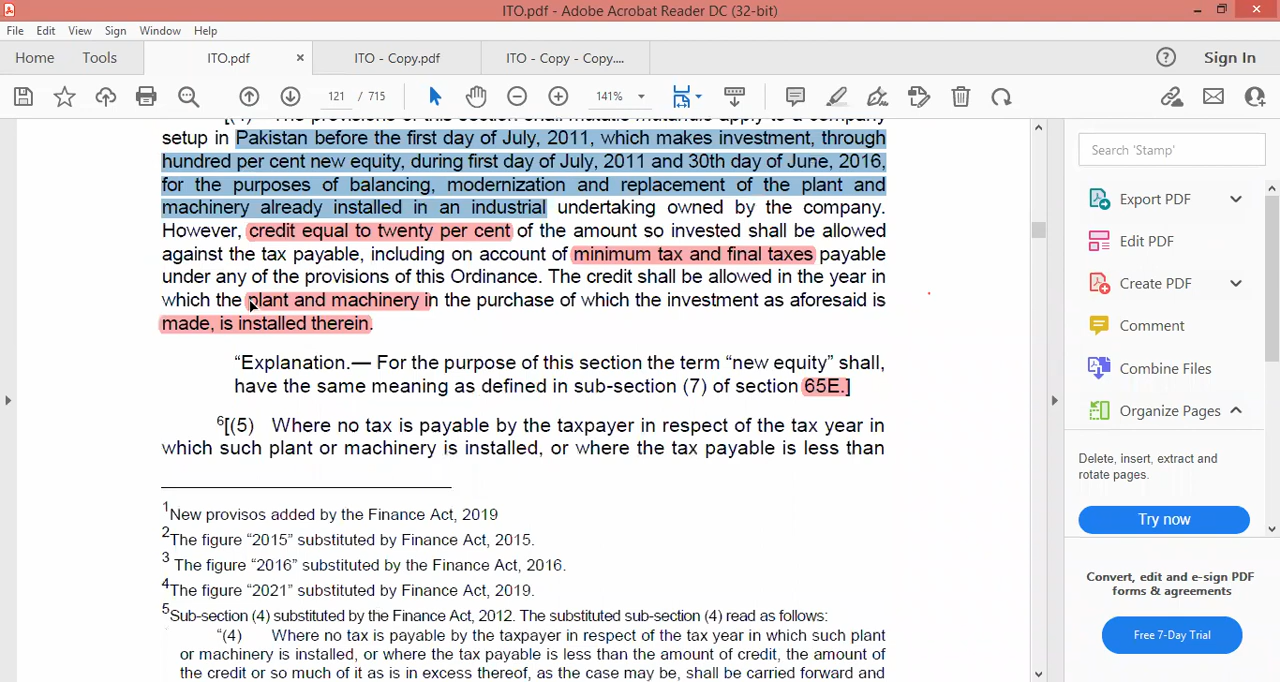 ITO.pdf - Adobe Acrobat Reader DC (32-bit)
File Edit View Sign Window Help
Home Tools ITO.pdf × ITO - Copy.pdf ITO - Copy - Copy.... Sign In
121 / 715 141%
[(4) The provisions of this section shall mutatis mutandis apply to a company
setup in Pakistan before the first day of July, 2011, which makes investment, through
hundred per cent new equity, during first day of July, 2011 and 30th day of June, 2016,
for the purposes of balancing, modernization and replacement of the plant and
machinery already installed in an industrial undertaking owned by the company.
However, credit equal to twenty per cent of the amount so invested shall be allowed
against the tax payable, including on account of minimum tax and final taxes payable
under any of the provisions of this Ordinance. The credit shall be allowed in the year in
which the plant and machinery in the purchase of which the investment as aforesaid is
made, is installed therein.
“Explanation.— For the purpose of this section the term “new equity” shall,
have the same meaning as defined in sub-section (7) of section 65E.]
6[(5) Where no tax is payable by the taxpayer in respect of the tax year in
which such plant or machinery is installed, or where the tax payable is less than
1New provisos added by the Finance Act, 2019
2The figure “2015” substituted by Finance Act, 2015.
3 The figure “2016” substituted by the Finance Act, 2016.
4The figure “2021” substituted by Finance Act, 2019.
5Sub-section (4) substituted by the Finance Act, 2012. The substituted sub-section (4) read as follows:
“(4) Where no tax is payable by the taxpayer in respect of the tax year in which such plant
or machinery is installed, or where the tax payable is less than the amount of credit, the amount of
the credit or so much of it as is in excess thereof, as the case may be, shall be carried forward and
Search 'Stamp'
Export PDF
Edit PDF
Create PDF
Comment
Combine Files
Organize Pages
Delete, insert, extract and
rotate pages.
Try now
Convert, edit and e-sign PDF
forms & agreements
Free 7-Day Trial